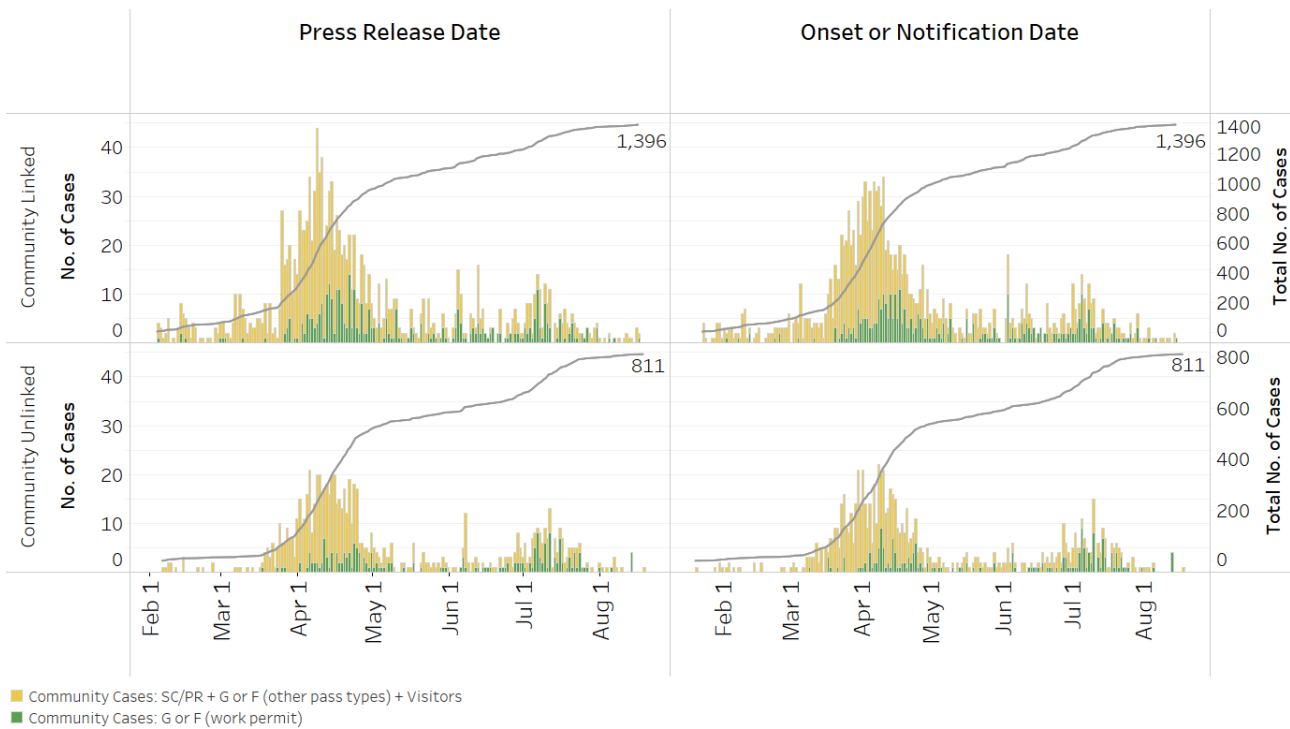 Press Release Date
Onset or Notification Date
Community Linked
No. of Cases
40
30
20
10
0
1,396
1,396
1400
1200
1000
800
600
400
200
0
Total No. of Cases
Community Unlinked
No. of Cases
40
30
20
10
0
811
811
800
600
400
200
0
Total No. of Cases
Feb 1
Mar 1
Apr 1
May 1
Jun 1
Jul 1
Aug 1
Feb 1
Mar 1
Apr 1
May 1
Jun 1
Jul 1
Aug 1
Community Cases: SC/PR + G or F (other pass types) + Visitors
Community Cases: G or F (work permit)